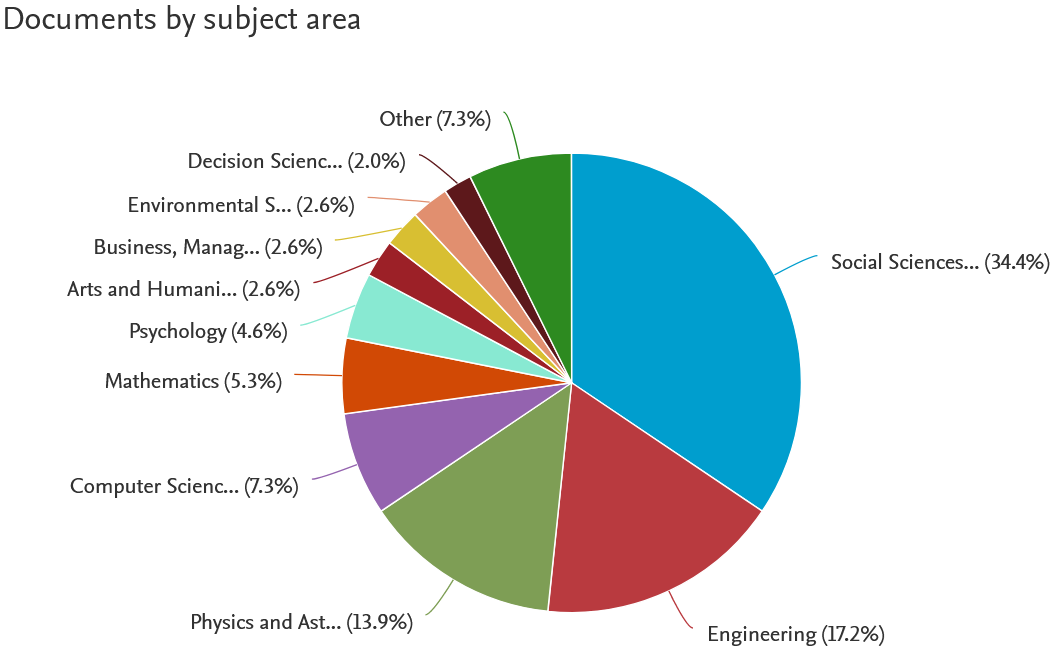 Documents by subject area
Other (7.3%)
Decision Scienc... (2.0%)
Environmental S... (2.6%)
Business, Manag... (2.6%)
Arts and Humani... (2.6%)
Psychology (4.6%)
Mathematics (5.3%)
Computer Scienc... (7.3%)
Physics and Ast... (13.9%)
Engineering (17.2%)
Social Sciences... (34.4%)